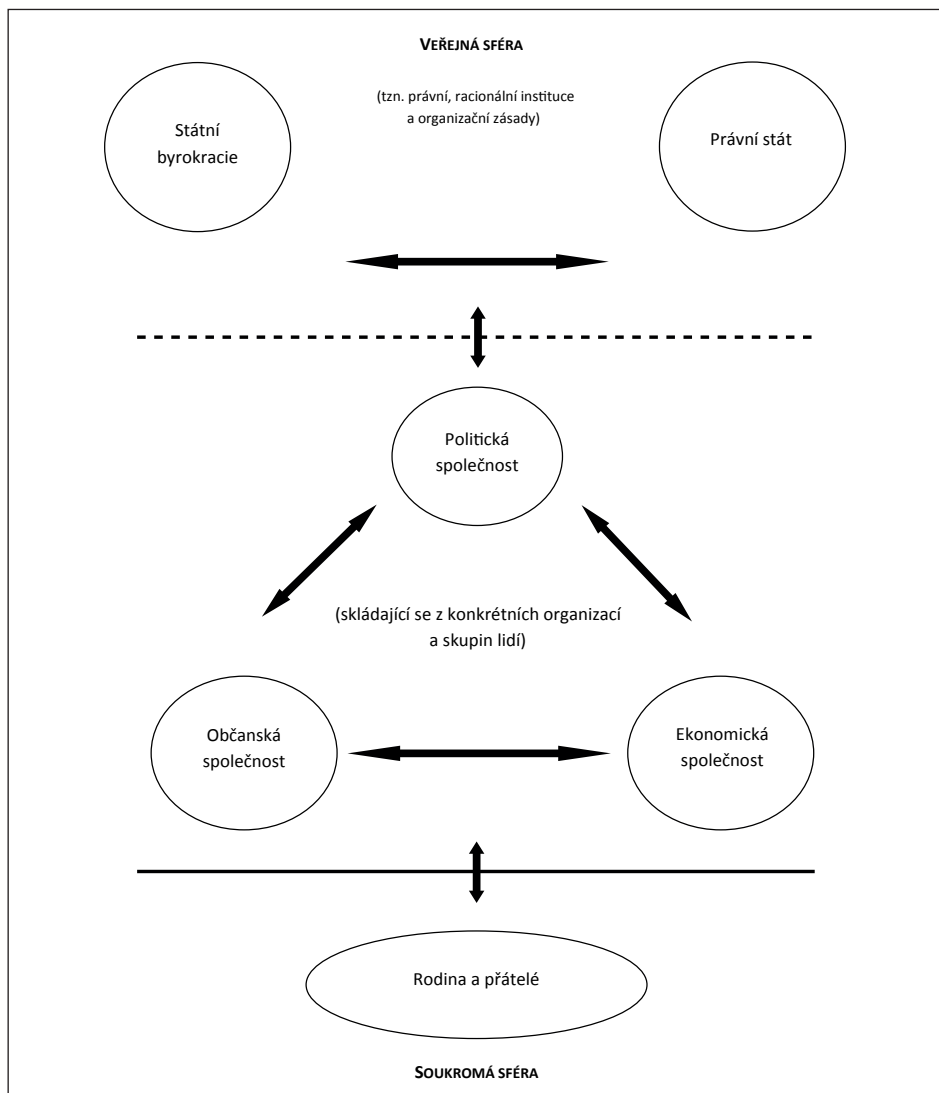 VEŘEJNÁ SFÉRA
(tzn. právní, racionální instituce
a organizační zásady)
Státní
byrokracie
Právní stát
Politická
společnost
(skládající se z konkrétních organizací
a skupin lidí)
Občanská
společnost
Ekonomická
společnost
Rodina a přátelé
SOUKROMÁ SFÉRA